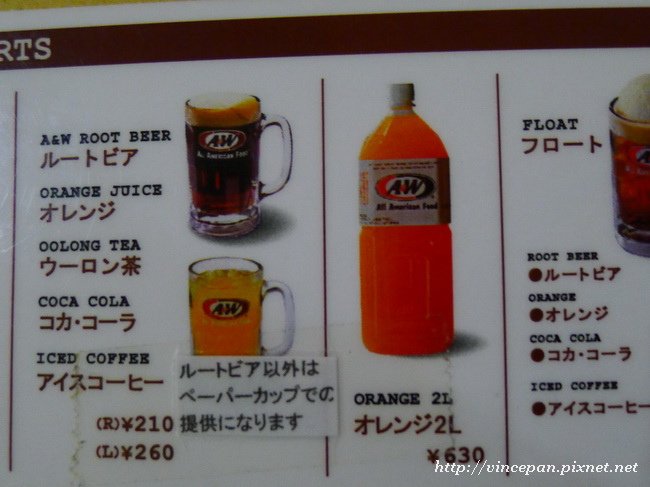 RTS
A&W ROOT BEER
ルートビア
ORANGE JUICE
オレンジ
OOLONG TEA
ウーロン茶
COCA COLA
コカ・コーラ
ICED COFFEE
アイスコーヒー
(R)¥210
(L)¥260
A&W
All American Food
A&W
ルートビア以外は
ペーパーカップでの
提供になります
A&W
All American Food
ORANGE 2L
オレンジ2L
¥630
FLOAT
フロート
ROOT BEER
●ルートビア
ORANGE
●オレンジ
COCA COLA
●コカ・コーラ
ICED COFFEE
●アイスコーヒー
http://vincepan.pixnet.net